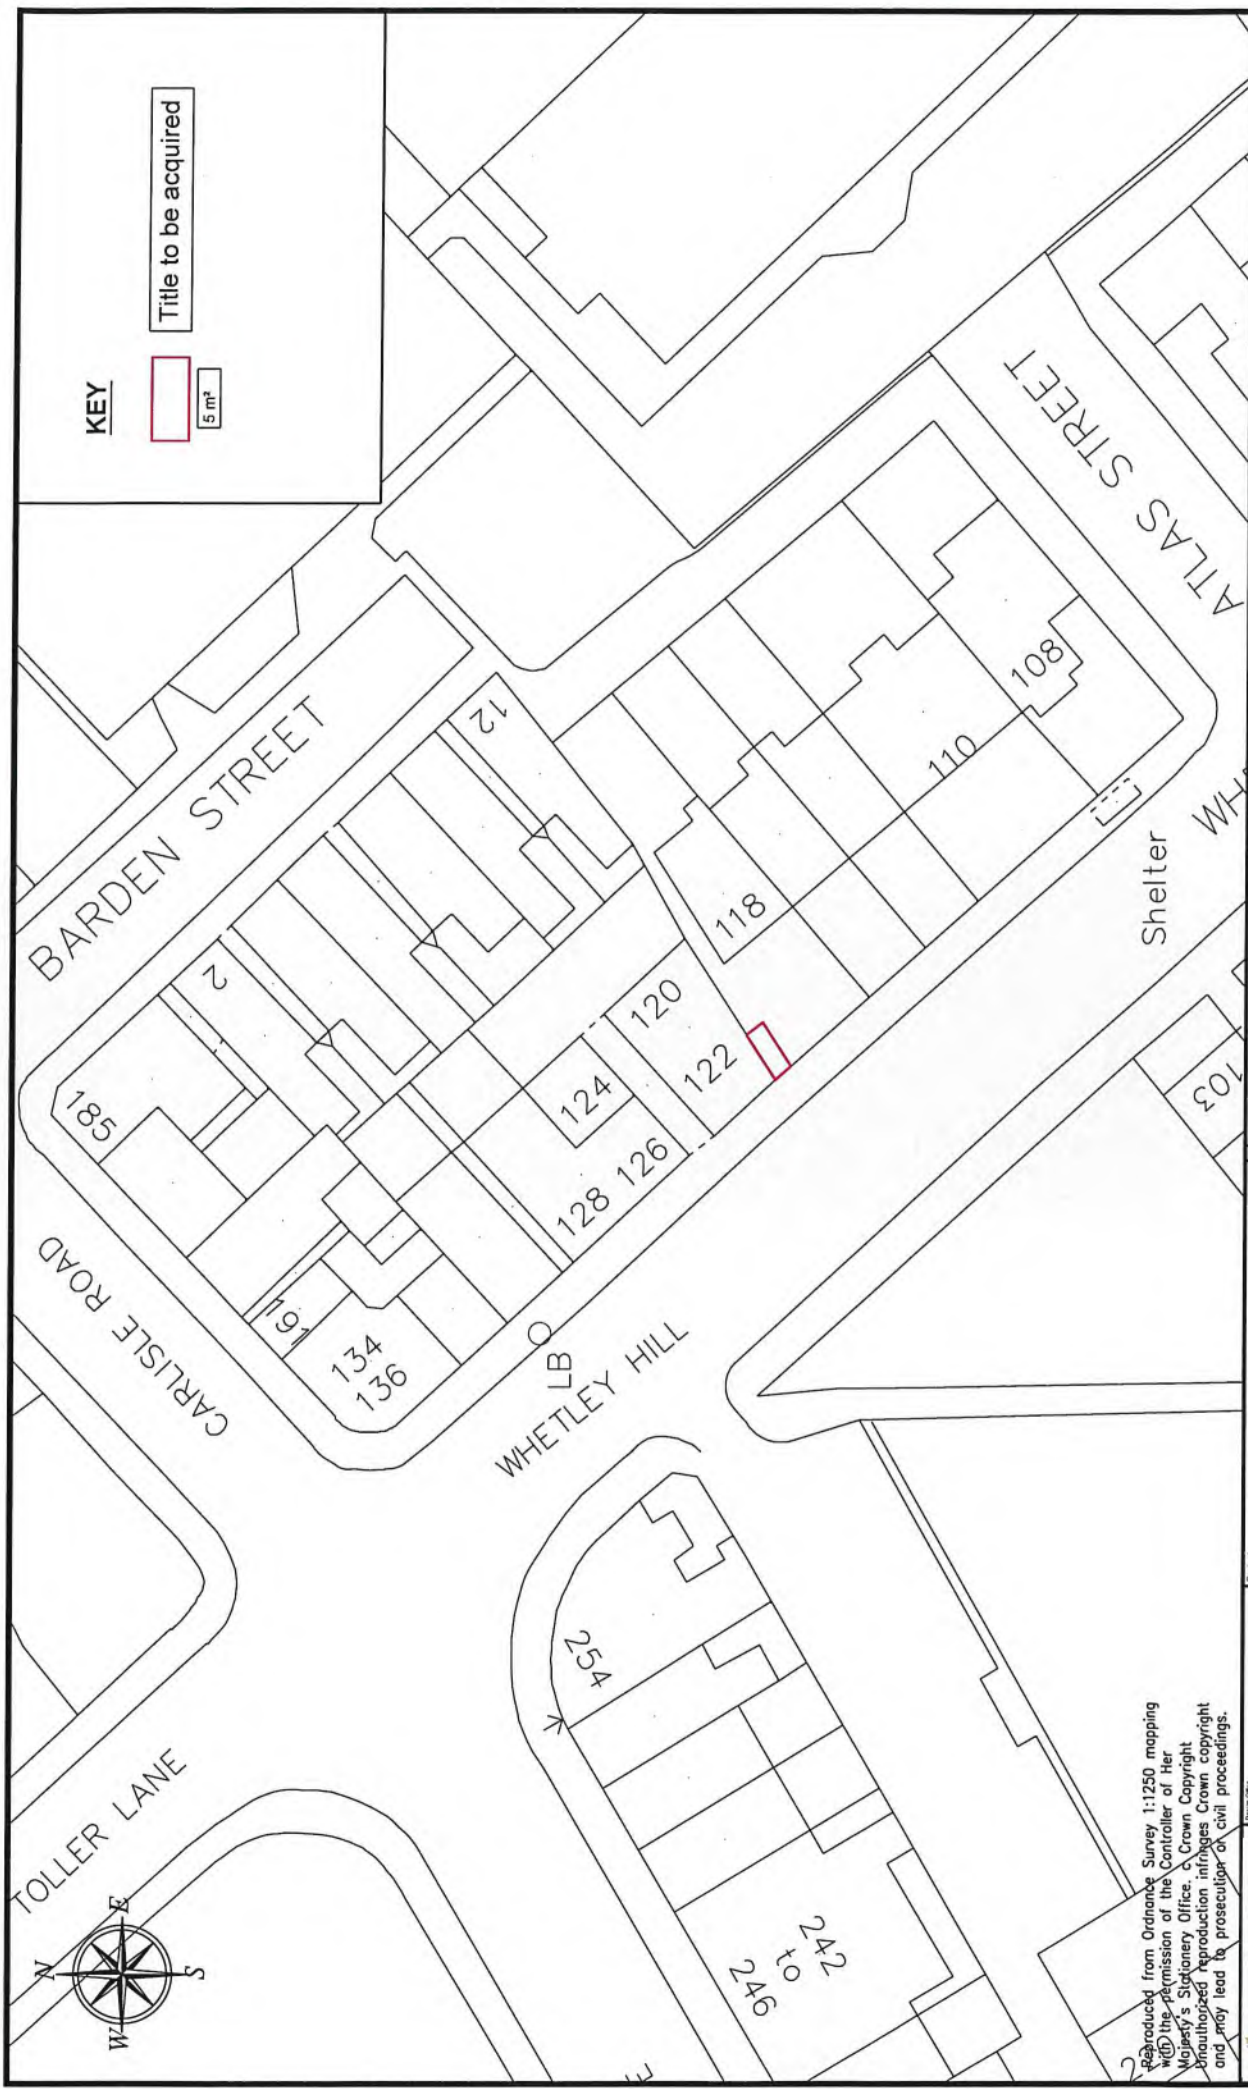 KEY
Title to be acquired
5 m²
BARDEN STREET
CARLISLE ROAD
TOLLER LANE
WHETLEY HILL
ATLAS STREET
Shelter
LB
185
2
12
191
134
136
128
126
124
122
120
118
110
108
103
254
246
to
242
N
E
S
W
Reproduced from Ordnance Survey 1:1250 mapping
with the permission of the Controller of Her
Majesty's Stationery Office. c Crown Copyright
Unauthorized reproduction infringes Crown copyright
and may lead to prosecution or civil proceedings.